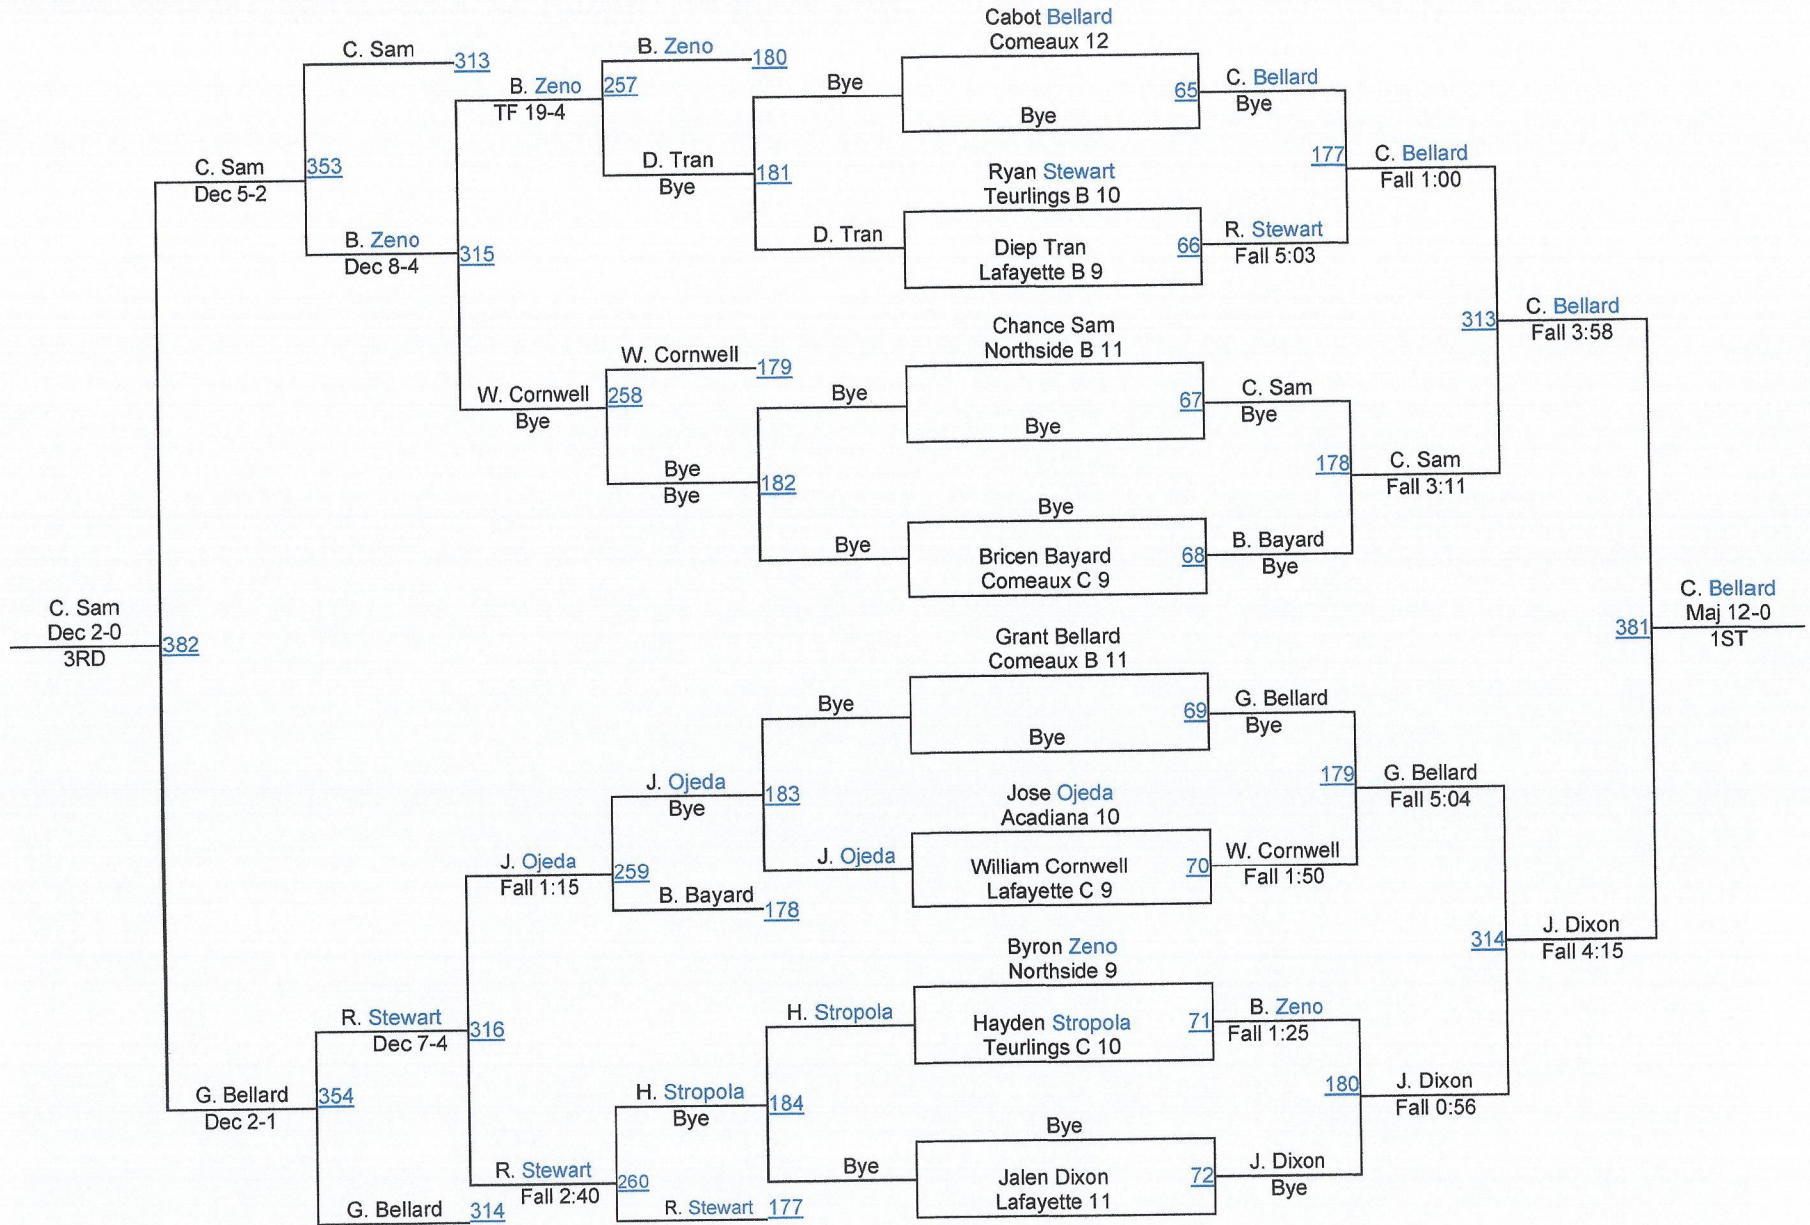 Cabot Bellard
Comeaux 12
Bye
65
Ryan Stewart
Teurlings B 10
Diep Tran
Lafayette B 9
66
Chance Sam
Northside B 11
Bye
67
Bye
Bricen Bayard
Comeaux C 9
68
Grant Bellard
Comeaux B 11
Bye
69
Jose Ojeda
Acadiana 10
William Cornwell
Lafayette C 9
70
Byron Zeno
Northside 9
Hayden Stropola
Teurlings C 10
71
Bye
Jalen Dixon
Lafayette 11
72
C. Bellard
Bye
177
R. Stewart
Fall 5:03
C. Sam
Bye
178
B. Bayard
Bye
G. Bellard
Bye
179
W. Cornwell
Fall 1:50
B. Zeno
Fall 1:25
180
J. Dixon
Bye
C. Bellard
Fall 1:00
313
C. Sam
Fall 3:11
G. Bellard
Fall 5:04
314
J. Dixon
Fall 0:56
C. Bellard
Fall 3:58
381
J. Dixon
Fall 4:15
C. Bellard
Maj 12-0
1ST
Bye
181
D. Tran
Bye
182
Bye
Bye
183
J. Ojeda
H. Stropola
184
Bye
B. Zeno
180
257
D. Tran
Bye
W. Cornwell
179
258
Bye
Bye
J. Ojeda
Bye
259
B. Bayard
178
H. Stropola
Bye
260
R. Stewart
177
B. Zeno
TF 19-4
315
W. Cornwell
Bye
J. Ojeda
Fall 1:15
316
R. Stewart
Fall 2:40
C. Sam
313
353
B. Zeno
Dec 8-4
R. Stewart
Dec 7-4
354
G. Bellard
314
C. Sam
Dec 5-2
382
G. Bellard
Dec 2-1
C. Sam
Dec 2-0
3RD